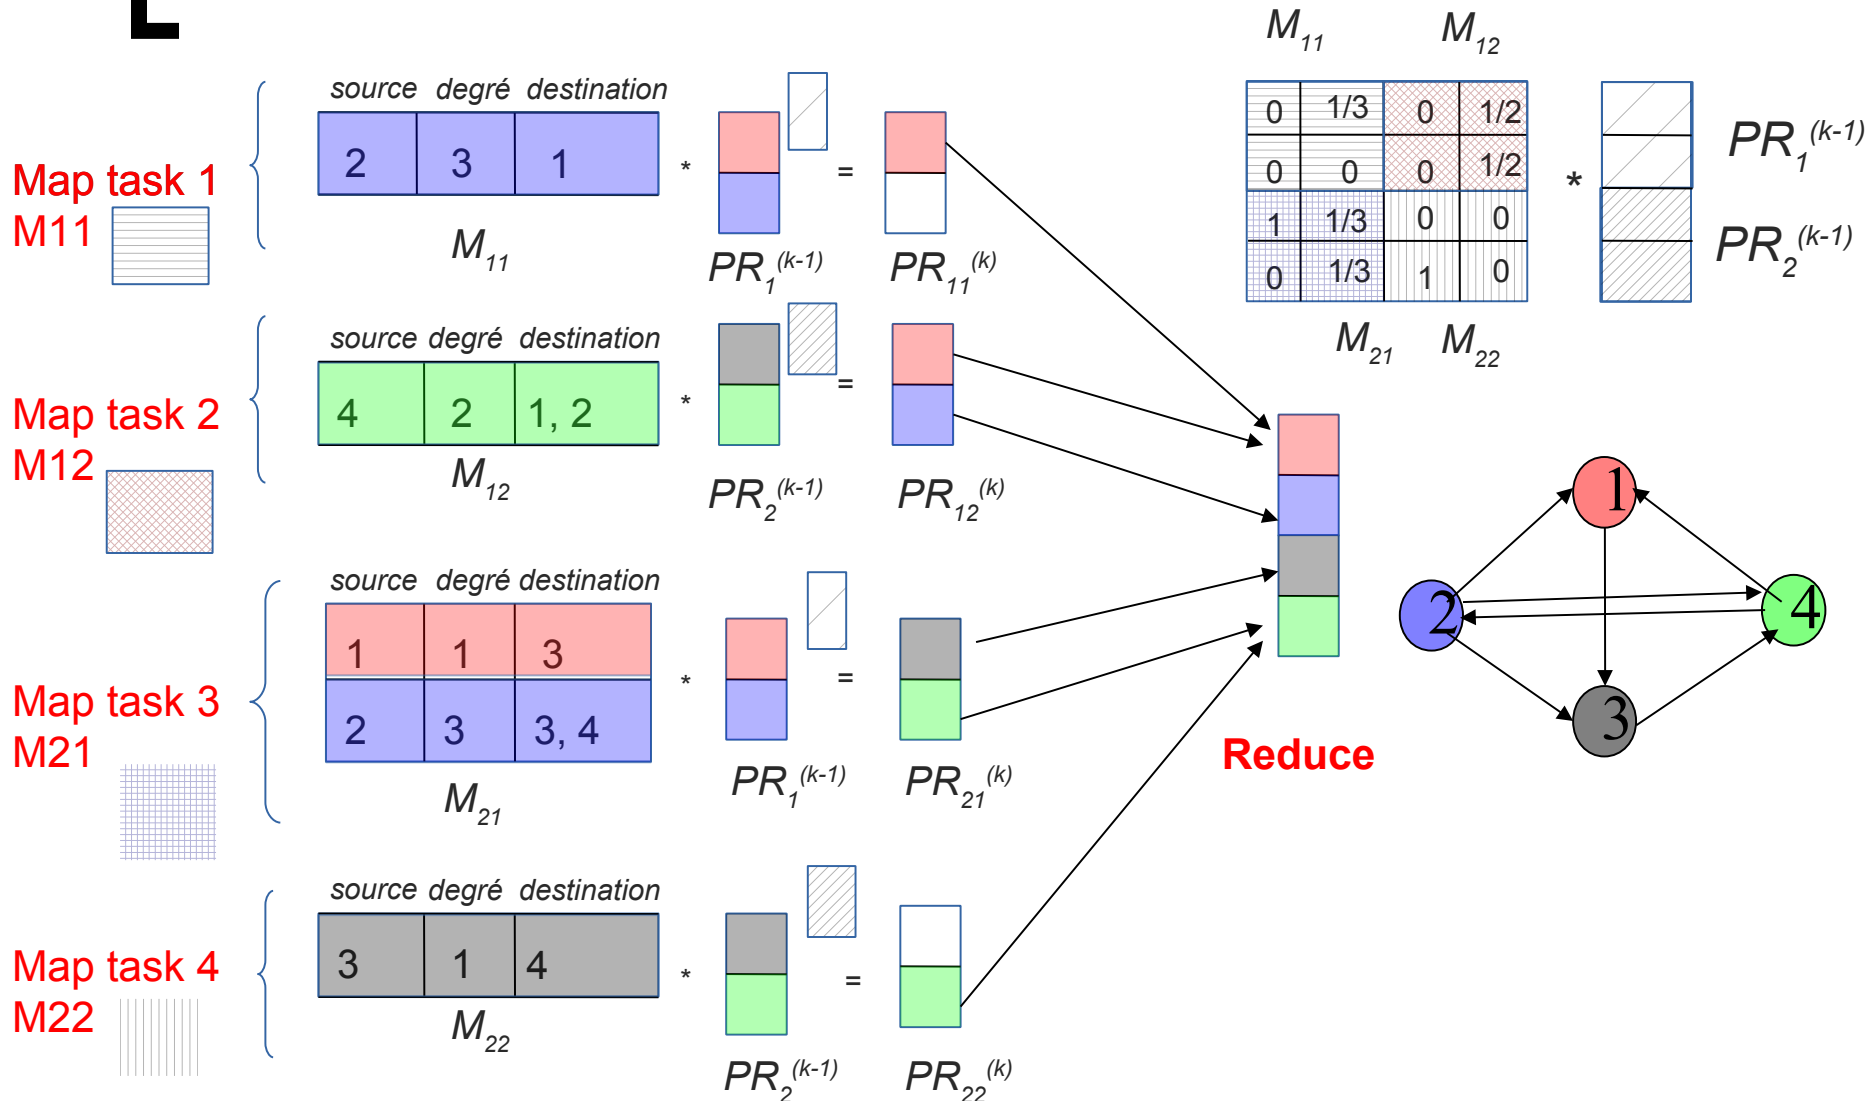 Map task 1
M11
source degré destination
2 3 1
M11
*
PR1(k-1)
=
PR11(k)
Map task 2
M12
source degré destination
4 2 1, 2
M12
*
PR2(k-1)
=
PR12(k)
Map task 3
M21
source degré destination
1 1 3
2 3 3, 4
M21
*
PR1(k-1)
=
PR21(k)
Map task 4
M22
source degré destination
3 1 4
M22
*
PR2(k-1)
=
PR22(k)
Reduce
M11 M12
0 1/3 0 1/2
0 0 0 1/2
1 1/3 0 0
0 1/3 1 0
M21 M22
*
PR1(k-1)
PR2(k-1)
1
2
4
3